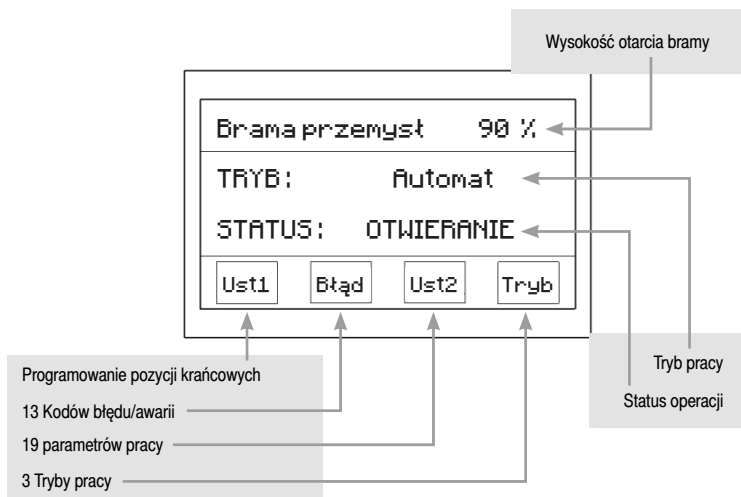 Wysokość otarcia bramy
Brama przemysł 90 %
TRYB: Automat
STATUS: OTWIERANIE
Ust1 Błąd Ust2 Tryb
Programowanie pozycji krańcowych
13 Kodów błędu/awarii
19 parametrów pracy
3 Tryby pracy
Tryb pracy
Status operacji